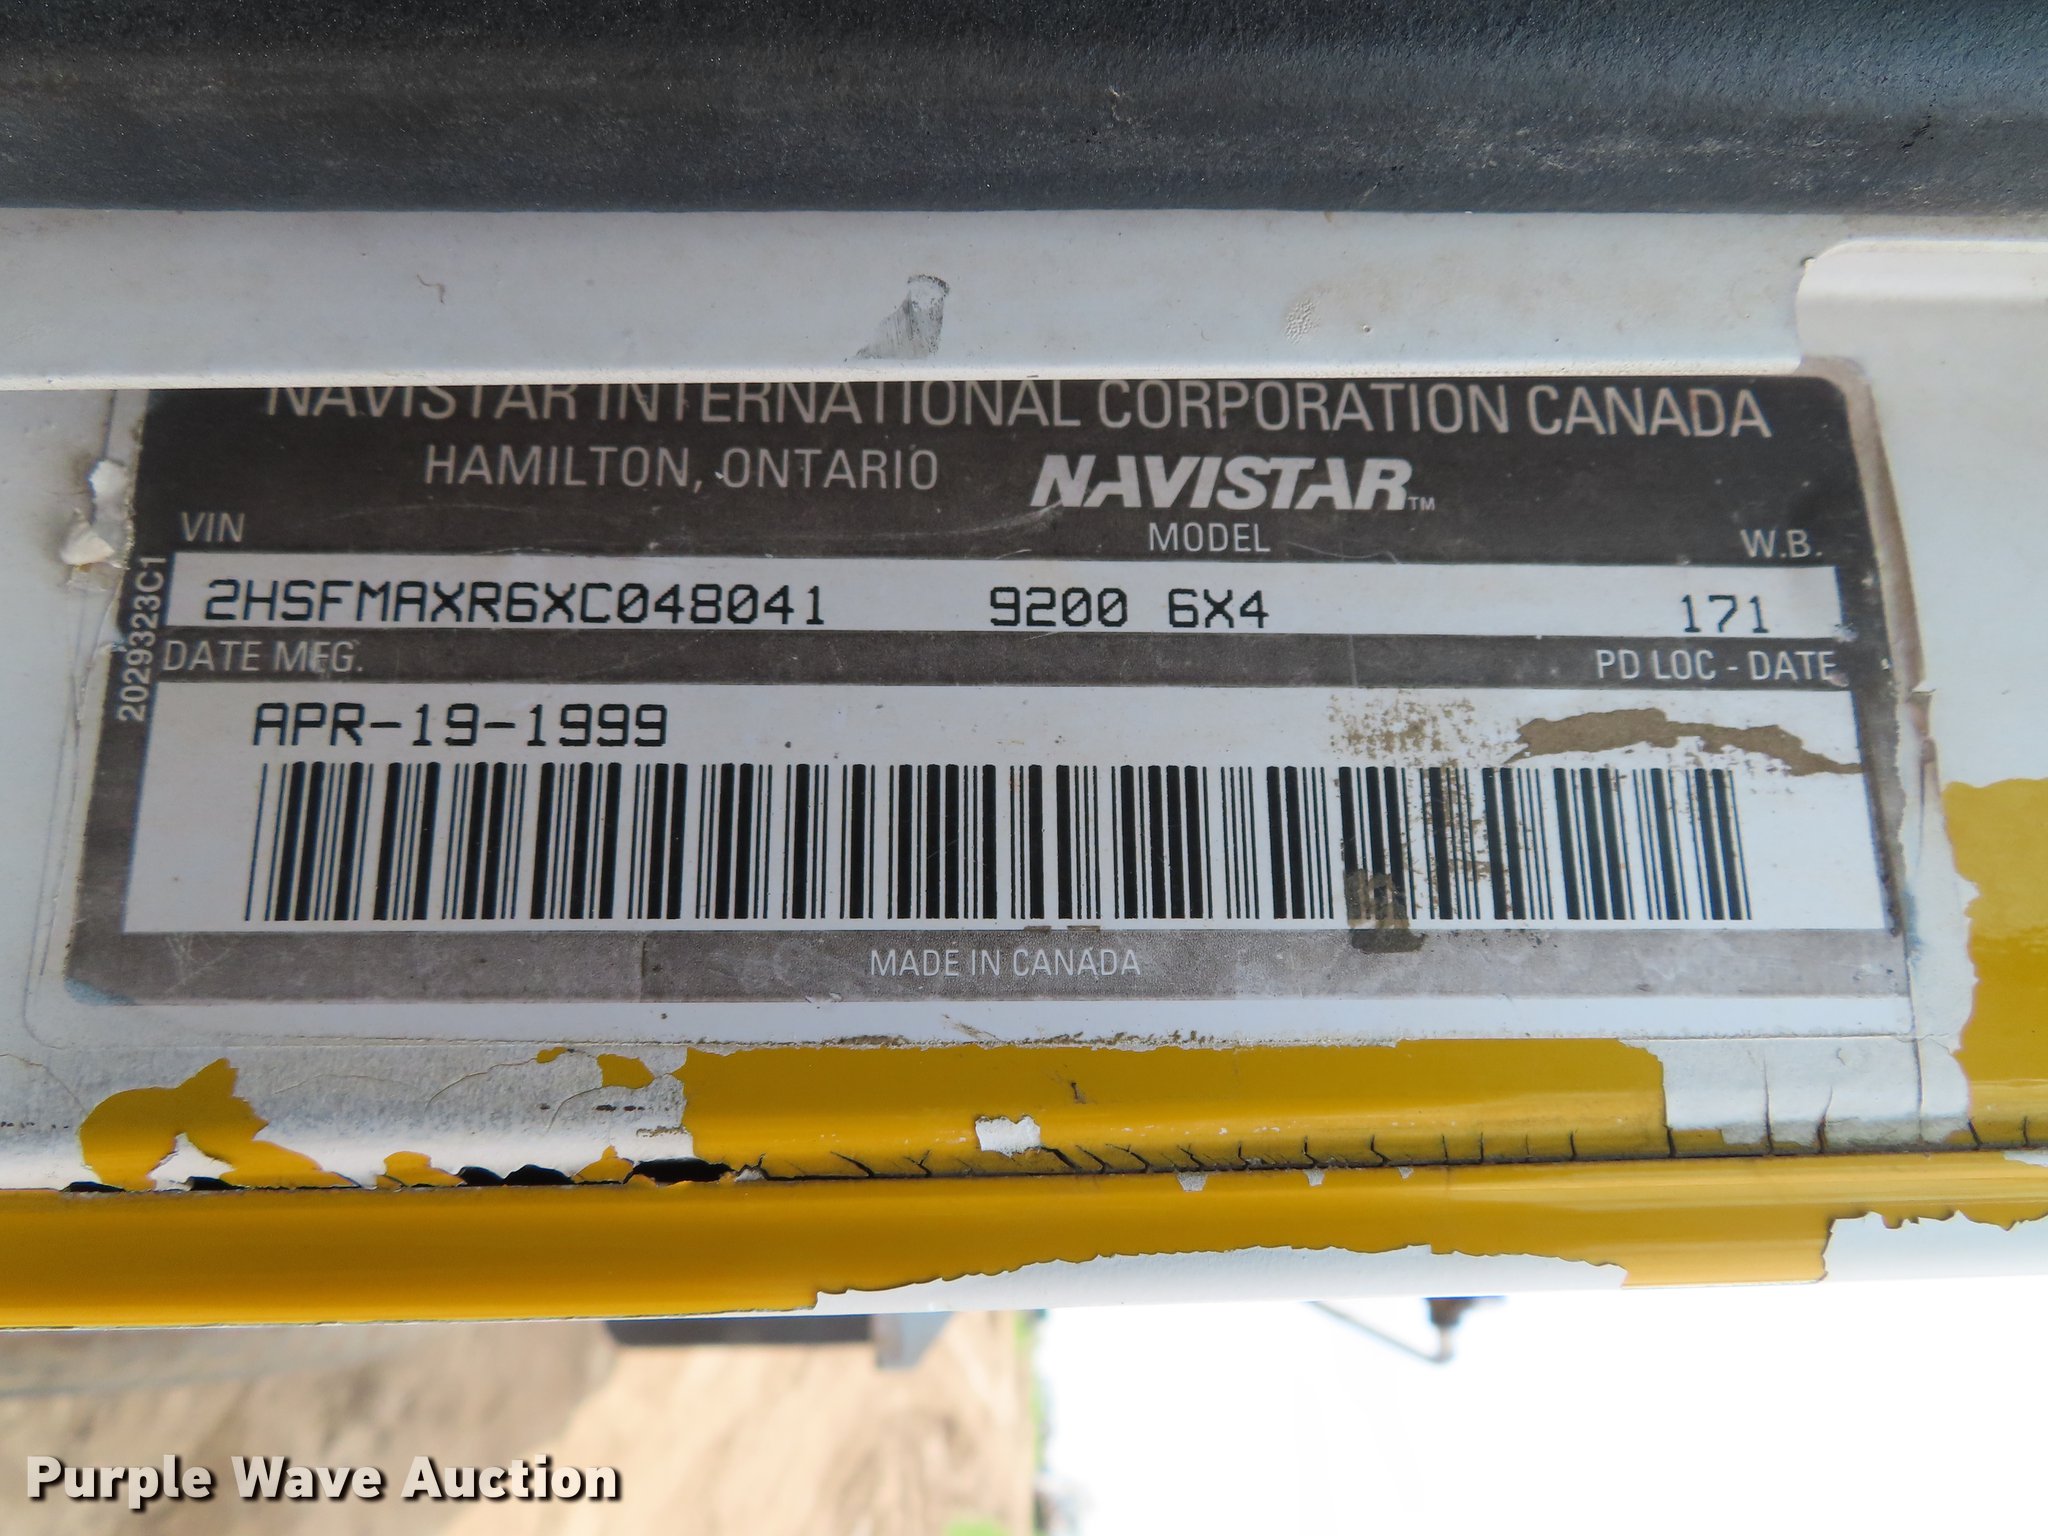 NAVISTAR INTERNATIONAL CORPORATION CANADA
HAMILTON, ONTARIO NAVISTAR™
VIN MODEL W.B.
2HSFMAXR6XC048041 9200 6X4 171
2029323C1
DATE MFG. PD LOC - DATE
APR-19-1999
MADE IN CANADA
Purple Wave Auction